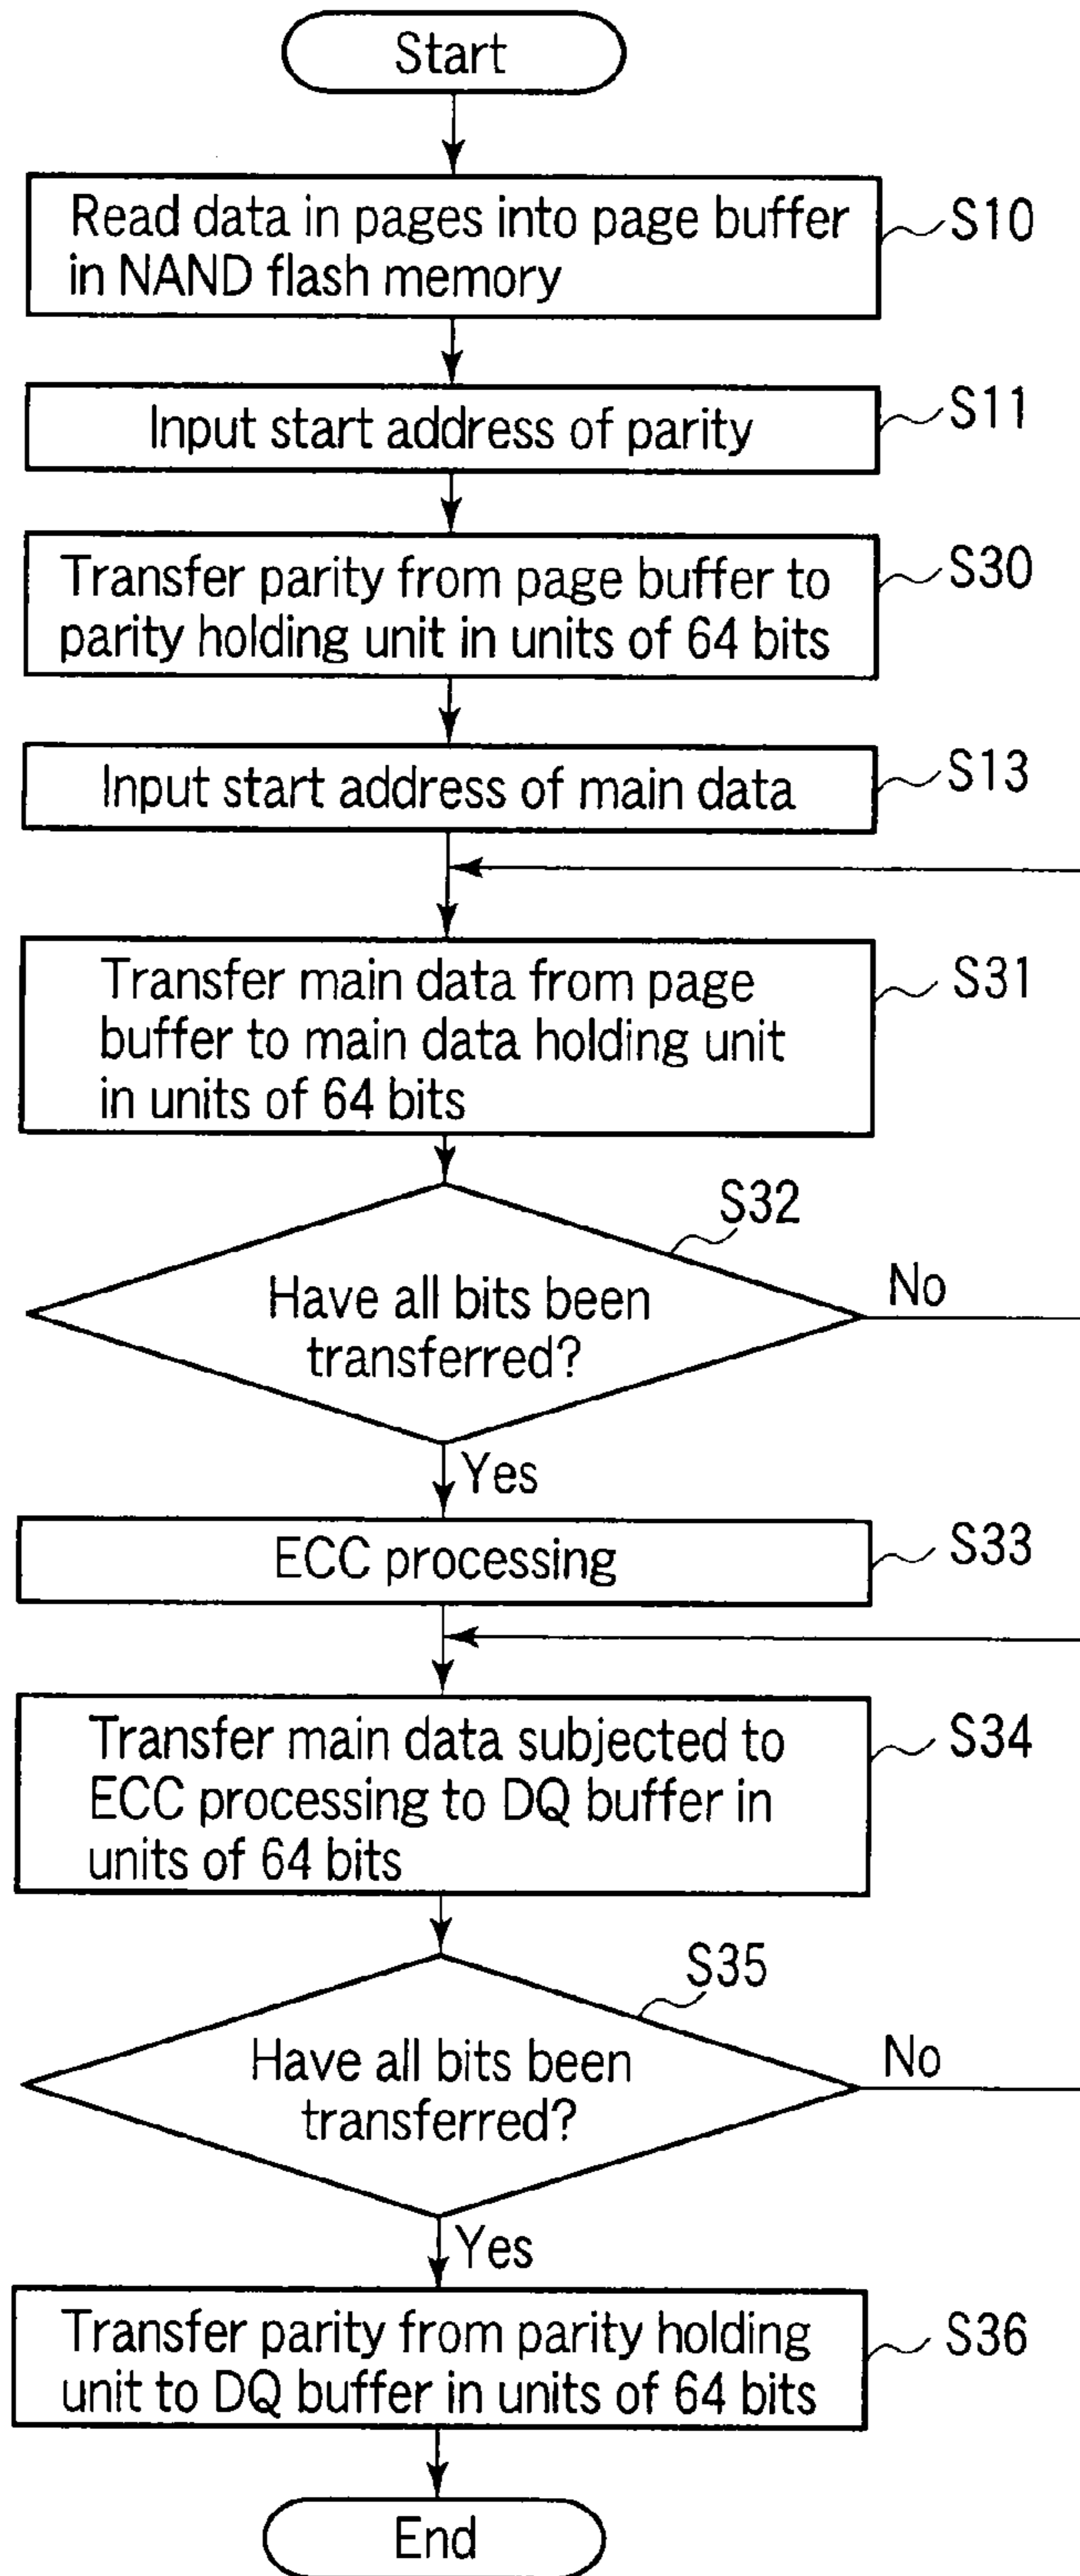 Start
Read data in pages into page buffer
in NAND flash memory
S10
Input start address of parity
S11
Transfer parity from page buffer to
parity holding unit in units of 64 bits
S30
Input start address of main data
S13
Transfer main data from page
buffer to main data holding unit
in units of 64 bits
S31
S32
Have all bits been
transferred?
No
Yes
ECC processing
S33
Transfer main data subjected to
ECC processing to DQ buffer in
units of 64 bits
S34
S35
Have all bits been
transferred?
No
Yes
Transfer parity from parity holding
unit to DQ buffer in units of 64 bits
S36
End